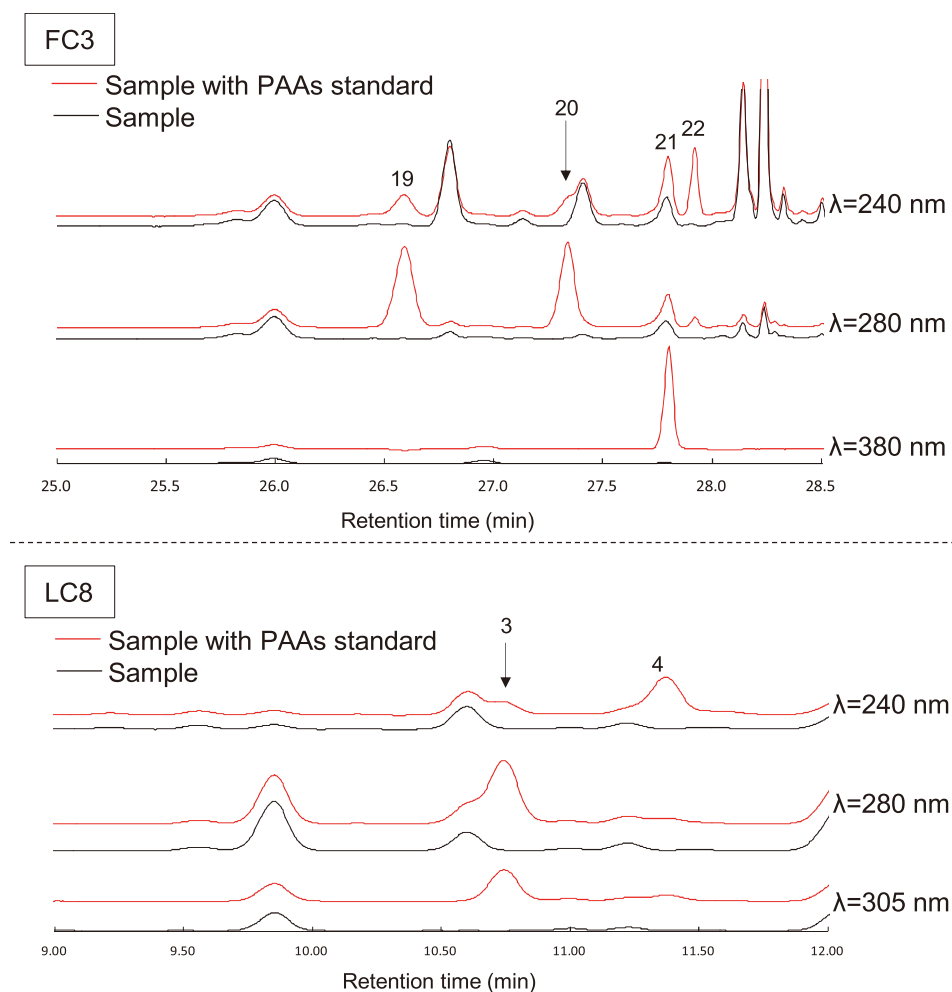 FC3
Sample with PAAs standard
Sample
19
20
21
22
λ=240 nm
λ=280 nm
λ=380 nm
25.0 25.5 26.0 26.5 27.0 27.5 28.0 28.5
Retention time (min)
LC8
Sample with PAAs standard
Sample
3
4
λ=240 nm
λ=280 nm
λ=305 nm
9.00 9.50 10.00 10.50 11.00 11.50 12.00
Retention time (min)